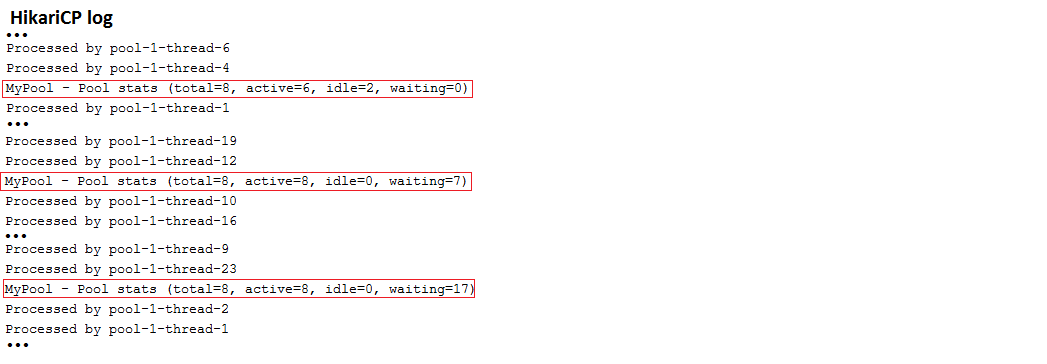 HikariCP log
•••
Processed by pool-1-thread-6
Processed by pool-1-thread-4
MyPool - Pool stats (total=8, active=6, idle=2, waiting=0)
Processed by pool-1-thread-1
•••
Processed by pool-1-thread-19
Processed by pool-1-thread-12
MyPool - Pool stats (total=8, active=8, idle=0, waiting=7)
Processed by pool-1-thread-10
Processed by pool-1-thread-16
•••
Processed by pool-1-thread-9
Processed by pool-1-thread-23
MyPool - Pool stats (total=8, active=8, idle=0, waiting=17)
Processed by pool-1-thread-2
Processed by pool-1-thread-1
•••